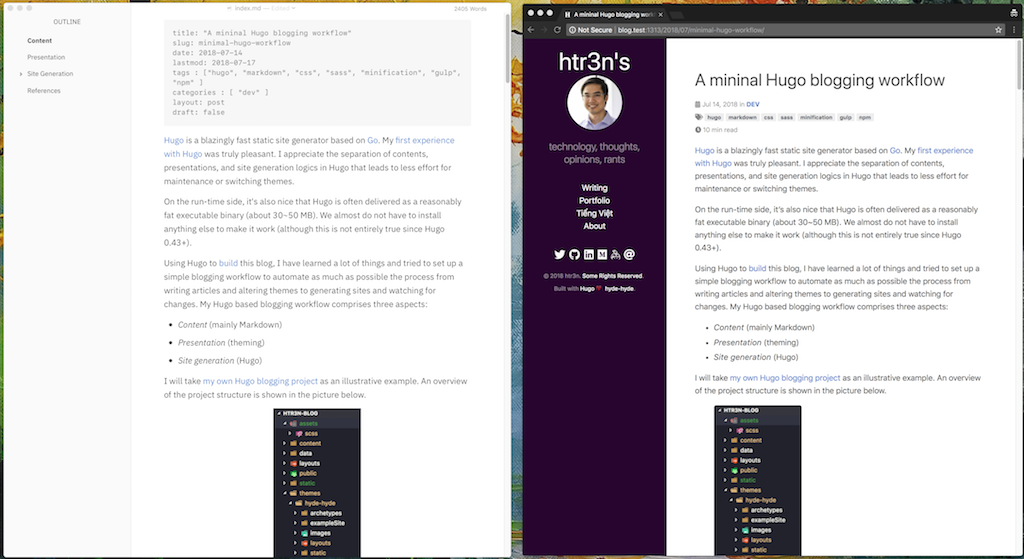 index.md
2405 Words
OUTLINE
Content
Presentation
Site Generation
References
title: "A mininal Hugo blogging workflow"
slug: minimal-hugo-workflow
date: 2018-07-14
lastmod: 2018-07-17
tags : ["hugo", "markdown", "css", "sass", "minification", "gulp",
"npm" ]
categories : [ "dev" ]
layout: post
draft: false
Hugo is a blazingly fast static site generator based on Go. My first experience
with Hugo was truly pleasant. I appreciate the separation of contents,
presentations, and site generation logics in Hugo that leads to less effort for
maintenance or switching themes.
On the run-time side, it's also nice that Hugo is often delivered as a reasonably
fat executable binary (about 30~50 MB). We almost do not have to install
anything else to make it work (although this is not entirely true since Hugo
0.43+).
Using Hugo to build this blog, I have learned a lot of things and tried to set up a
simple blogging workflow to automate as much as possible the process from
writing articles and altering themes to generating sites and watching for
changes. My Hugo based blogging workflow comprises three aspects:
• Content (mainly Markdown)
• Presentation (theming)
• Site generation (Hugo)
I will take my own Hugo blogging project as an illustrative example. An overview
of the project structure is shown in the picture below.
HTR3N-BLOG
assets
scss
content
data
layouts
public
static
themes
hyde-hyde
archetypes
exampleSite
images
layouts
static
A mininal Hugo blogging wor
Not Secure | blog.test:1313/2018/07/minimal-hugo-workflow/
htr3n's
technology, thoughts,
opinions, rants
Writing
Portfolio
Tiếng Việt
About
© 2018 htr3n. Some Rights Reserved.
Built with Hugo ❤ hyde-hyde.
A mininal Hugo blogging workflow
Jul 14, 2018 in DEV
hugo markdown css sass minification gulp npm
10 min read
Hugo is a blazingly fast static site generator based on Go. My first experience
with Hugo was truly pleasant. I appreciate the separation of contents,
presentations, and site generation logics in Hugo that leads to less effort for
maintenance or switching themes.
On the run-time side, it's also nice that Hugo is often delivered as a reasonably
fat executable binary (about 30~50 MB). We almost do not have to install
anything else to make it work (although this is not entirely true since Hugo
0.43+).
Using Hugo to build this blog, I have learned a lot of things and tried to set up a
simple blogging workflow to automate as much as possible the process from
writing articles and altering themes to generating sites and watching for
changes. My Hugo based blogging workflow comprises three aspects:
• Content (mainly Markdown)
• Presentation (theming)
• Site generation (Hugo)
I will take my own Hugo blogging project as an illustrative example. An overview
of the project structure is shown in the picture below.
HTR3N-BLOG
assets
scss
content
data
layouts
public
static
themes
hyde-hyde
archetypes
exampleSite
images
layouts
static